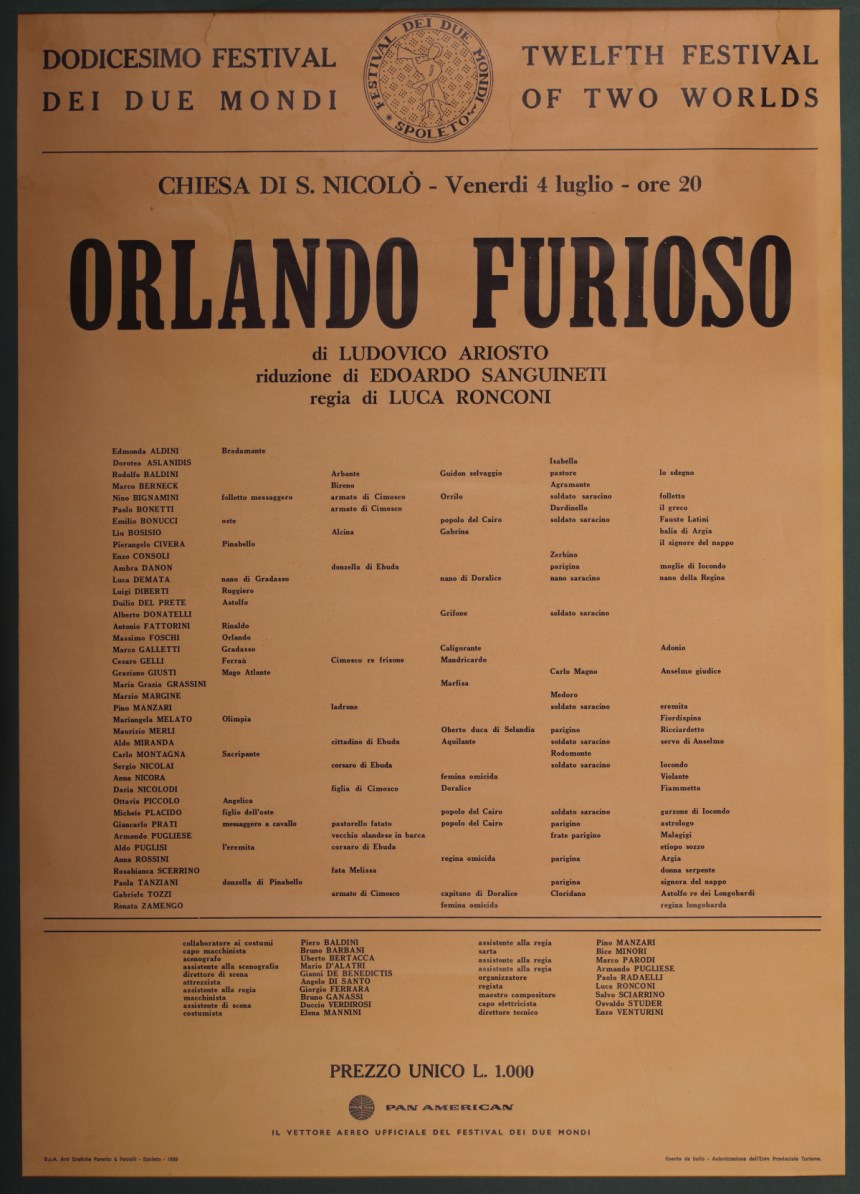 DODICESIMO FESTIVAL
DEI DUE MONDI
FESTIVAL DEI DUE MONDI
SPOLETO
TWELFTH FESTIVAL
OF TWO WORLDS
CHIESA DI S. NICOLÒ - Venerdi 4 luglio - ore 20
ORLANDO FURIOSO
di LUDOVICO ARIOSTO
riduzione di EDOARDO SANGUINETI
regia di LUCA RONCONI
Edmonda ALDINI Bradamante
Dorotea ASLANIDIS Isabella
Rodolfo BALDINI Arbante Guidon selvaggio pastore lo sdegno
Marco BERNECK Bireno Agramante
Nino BIGNAMINI folletto messaggero armato di Cimosco Orrilo soldato saracino folletto
Paolo BONETTI armato di Cimosco Dardinello il greco
Emilio BONUCCI oste popolo del Cairo soldato saracino Fausto Latini
Liu BOSISIO Alcina Gabrina balia di Argia
Pierangelo CIVERA Pinabello il signore del nappo
Enzo CONSOLI Zerbino
Ambra DANON donzella di Ebuda parigina moglie di Iocondo
Luca DEMATA nano di Gradasso nano di Doralice nano saracino nano della Regina
Luigi DIBERTI Ruggiero
Duilio DEL PRETE Astolfo
Alberto DONATELLI Grifone soldato saracino
Antonio FATTORINI Rinaldo
Massimo FOSCHI Orlando
Marco GALLETTI Gradasso Caligorante Adonio
Cesare GELLI Ferraù Cimosco re frisone Mandricardo
Graziano GIUSTI Mago Atlante Carlo Magno Anselmo giudice
Maria Grazia GRASSINI Marfisa
Marzio MARGINE Medoro
Pino MANZARI ladrone soldato saracino eremita
Mariangela MELATO Olimpia Fiordispina
Maurizio MERLI Oberto duca di Selandia parigino Ricciardetto
Aldo MIRANDA cittadino di Ebuda Aquilante soldato saracino servo di Anselmo
Carlo MONTAGNA Sacripante Rodomonte
Sergio NICOLAI corsaro di Ebuda soldato saracino Iocondo
Anna NICORA femina omicida Violante
Daria NICOLODI figlia di Cimosco Doralice Fiammetta
Ottavia PICCOLO Angelica
Michele PLACIDO figlio dell'oste popolo del Cairo soldato saracino garzone di Iocondo
Giancarlo PRATI messaggero a cavallo pastorello fatato popolo del Cairo parigino astrologo
Armando PUGLIESE vecchio olandese in barca frate parigino Malagigi
Aldo PUGLISI l'eremita corsaro di Ebuda etiopo sozzo
Anna ROSSINI regina omicida parigina Argia
Rosabianca SCERRINO fata Melissa donna serpente
Paola TANZIANI donzella di Pinabello parigina signora del nappo
Gabriele TOZZI armato di Cimosco capitano di Doralice Cloridano Astolfo re dei Longobardi
Renata ZAMENGO femina omicida regina longobarda
collaboratore ai costumi Piero BALDINI assistente alla regia Pino MANZARI
capo macchinista Bruno BARBANI sarta Bice MINORI
scenografo Uberto BERTACCA assistente alla regia Marco PARODI
assistente alla scenografia Mario D'ALATRI assistente alla regia Armando PUGLIESE
direttore di scena Gianni DE BENEDICTIS organizzatore Paolo RADAELLI
attrezzista Angelo DI SANTO regista Luca RONCONI
assistente alla regia Giorgio FERRARA maestro compositore Salvo SCIARRINO
macchinista Bruno GANASSI capo elettricista Osvaldo STUDER
assistente di scena Duccio VERDIROSI direttore tecnico Enzo VENTURINI
costumista Elena MANNINI
PREZZO UNICO L. 1.000
PAN AMERICAN
IL VETTORE AEREO UFFICIALE DEL FESTIVAL DEI DUE MONDI
Arti Grafiche Panetto & Petrelli - Spoleto - 1969
Esente da bollo - Autorizzazione dell'Ente Provinciale Turismo.